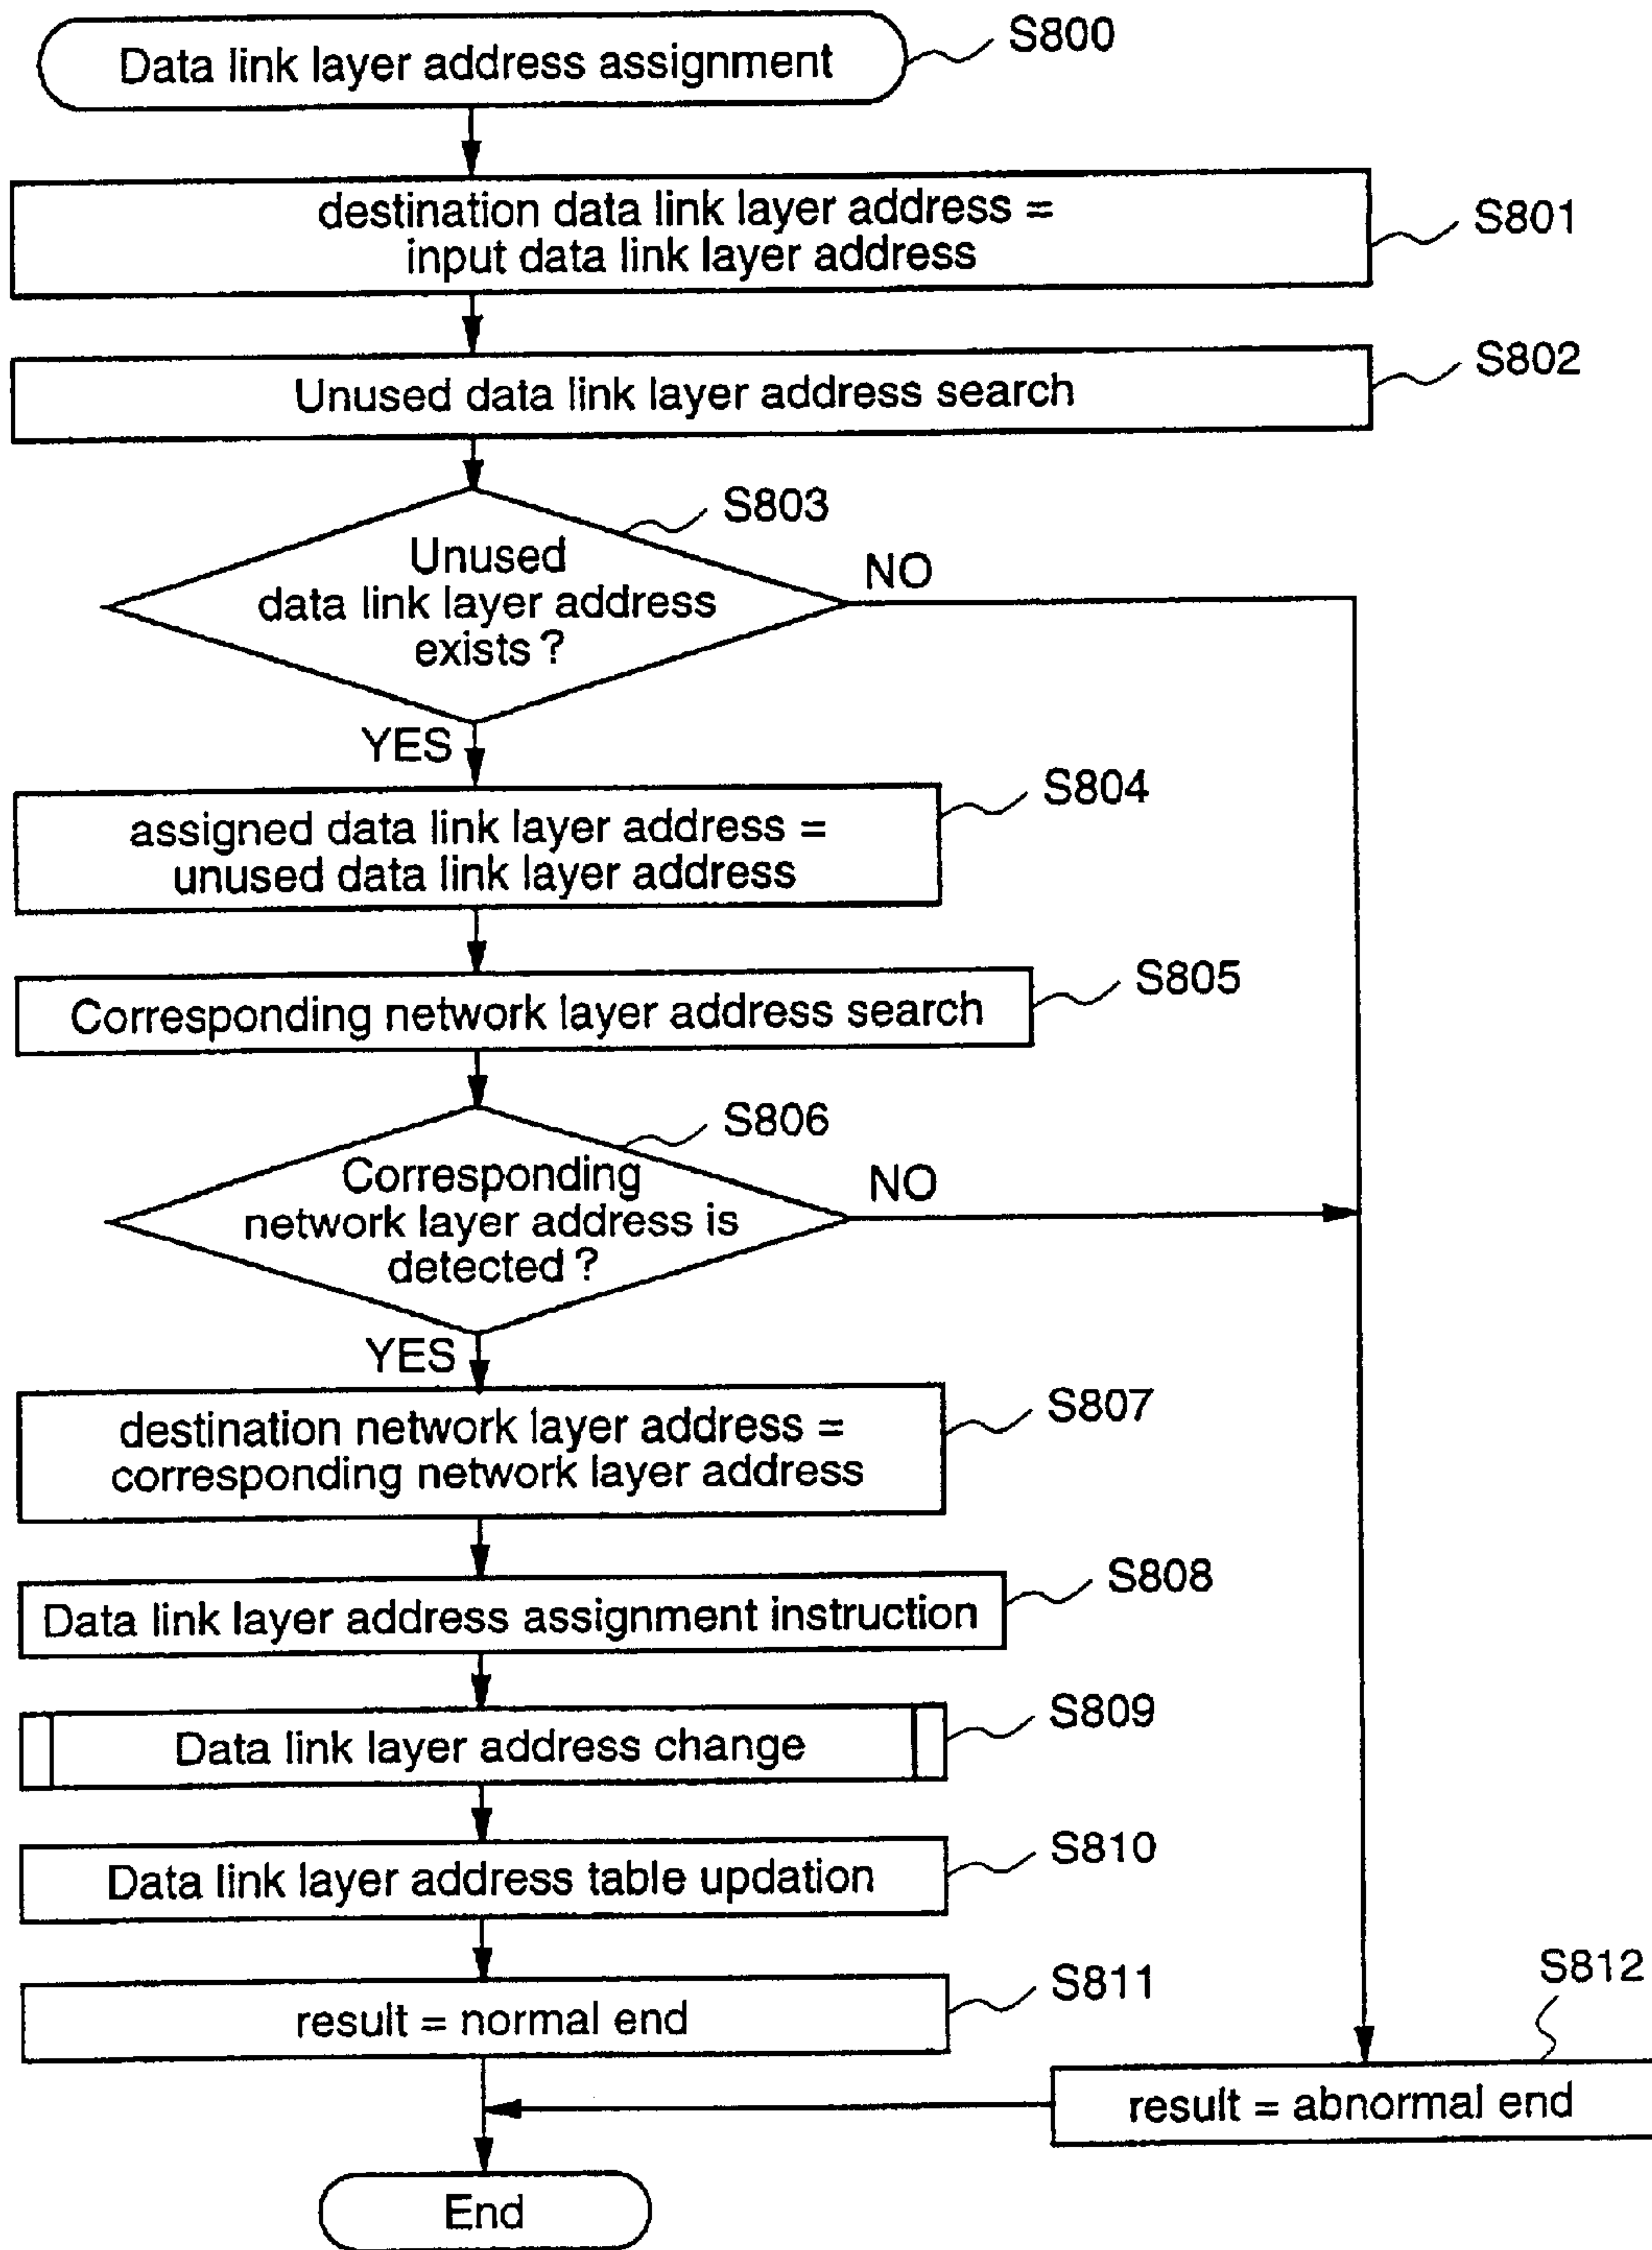 Data link layer address assignment
S800
destination data link layer address =
input data link layer address
S801
Unused data link layer address search
S802
S803
Unused
data link layer address
exists ?
NO
YES
S804
assigned data link layer address =
unused data link layer address
Corresponding network layer address search
S805
S806
Corresponding
network layer address is
detected ?
NO
YES
destination network layer address =
corresponding network layer address
S807
Data link layer address assignment instruction
S808
Data link layer address change
S809
Data link layer address table updation
S810
result = normal end
S811
S812
result = abnormal end
End